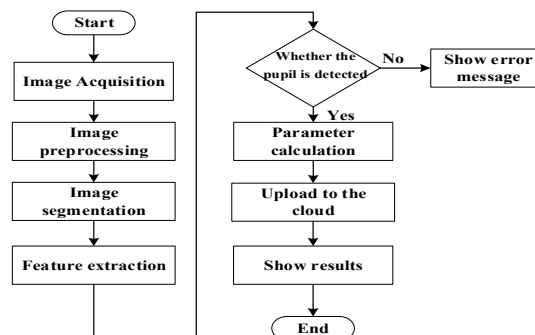 Start
Image Acquisition
Image
preprocessing
Image
segmentation
Feature extraction
Whether the
pupil is detected
No
Show error
message
Yes
Parameter
calculation
Upload to the
cloud
Show results
End